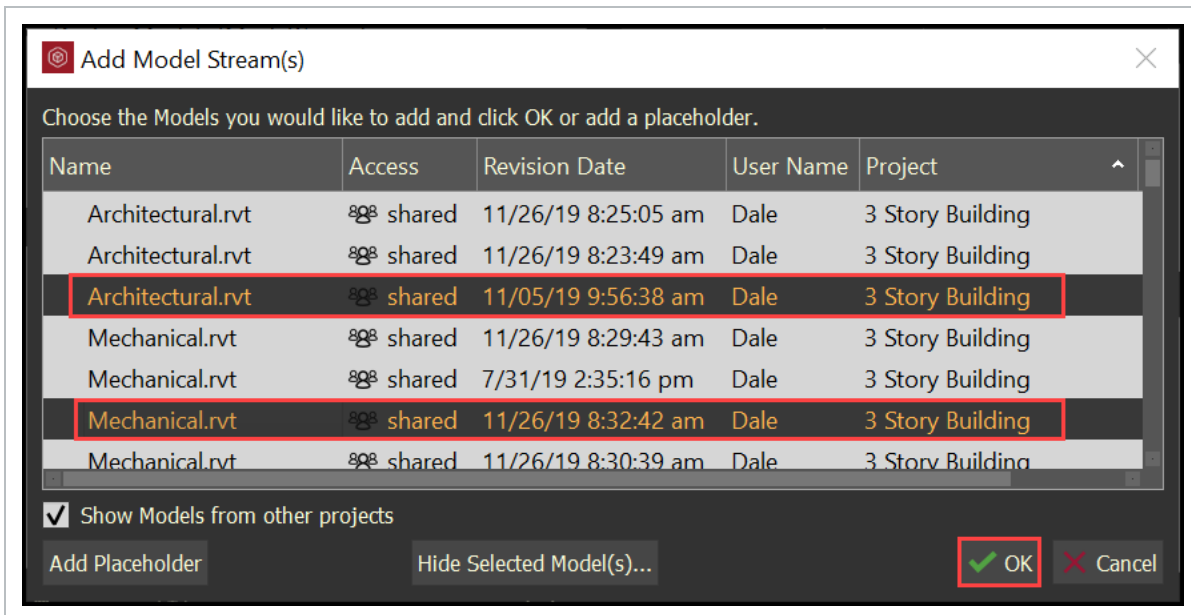 Add Model Stream(s)
Choose the Models you would like to add and click OK or add a placeholder.
Name Access Revision Date User Name Project
Architectural.rvt shared 11/26/19 8:25:05 am Dale 3 Story Building
Architectural.rvt shared 11/26/19 8:23:49 am Dale 3 Story Building
Architectural.rvt shared 11/05/19 9:56:38 am Dale 3 Story Building
Mechanical.rvt shared 11/26/19 8:29:43 am Dale 3 Story Building
Mechanical.rvt shared 7/31/19 2:35:16 pm Dale 3 Story Building
Mechanical.rvt shared 11/26/19 8:32:42 am Dale 3 Story Building
Mechanical.rvt shared 11/26/19 8:30:39 am Dale 3 Story Building
Show Models from other projects
Add Placeholder Hide Selected Model(s)... OK Cancel